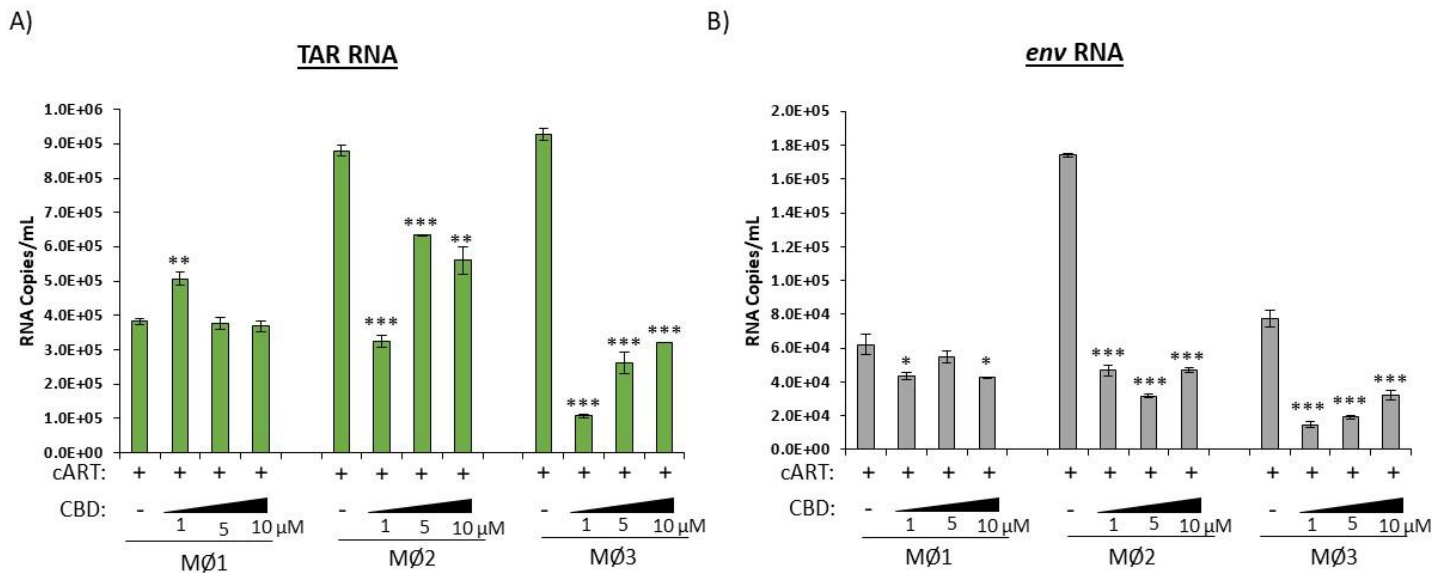 A)
TAR RNA
RNA Copies/mL
1.0E+06
9.0E+05
8.0E+05
7.0E+05
6.0E+05
5.0E+05
4.0E+05
3.0E+05
2.0E+05
1.0E+05
0.0E+00
** *** *** ** *** *** ***
cART: + + + + + + + + + + + +
CBD: - 1 5 10 µM - 1 5 10 µM - 1 5 10 µM
MØ1 MØ2 MØ3
B)
env RNA
RNA Copies/mL
2.0E+05
1.8E+05
1.6E+05
1.4E+05
1.2E+05
1.0E+05
8.0E+04
6.0E+04
4.0E+04
2.0E+04
0.0E+00
* * *** *** *** *** *** ***
cART: + + + + + + + + + + + +
CBD: - 1 5 10 µM - 1 5 10 µM - 1 5 10 µM
MØ1 MØ2 MØ3